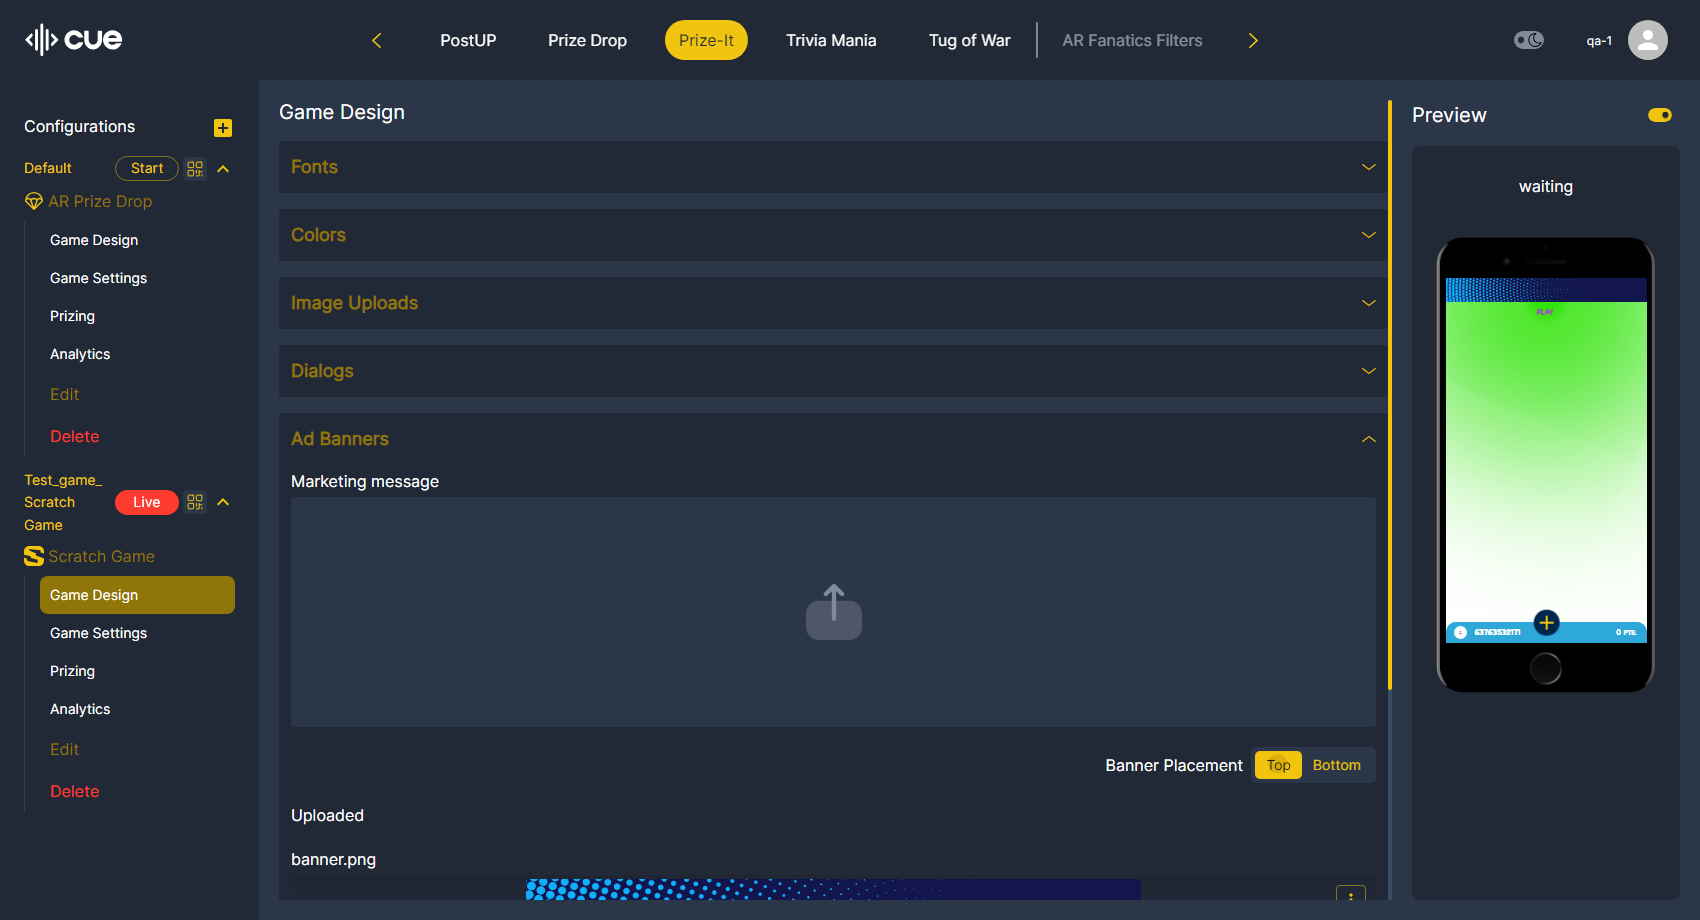 cue
PostUP
Prize Drop
Prize-It
Trivia Mania
Tug of War
AR Fanatics Filters
qa-1
Configurations
Default
Start
AR Prize Drop
Game Design
Game Settings
Prizing
Analytics
Edit
Delete
Test_game_
Scratch
Game
Live
Scratch Game
Game Design
Game Settings
Prizing
Analytics
Edit
Delete
Game Design
Fonts
Colors
Image Uploads
Dialogs
Ad Banners
Marketing message
Banner Placement
Top
Bottom
Uploaded
banner.png
Preview
waiting
PLAY
63763532171
0 PTS.